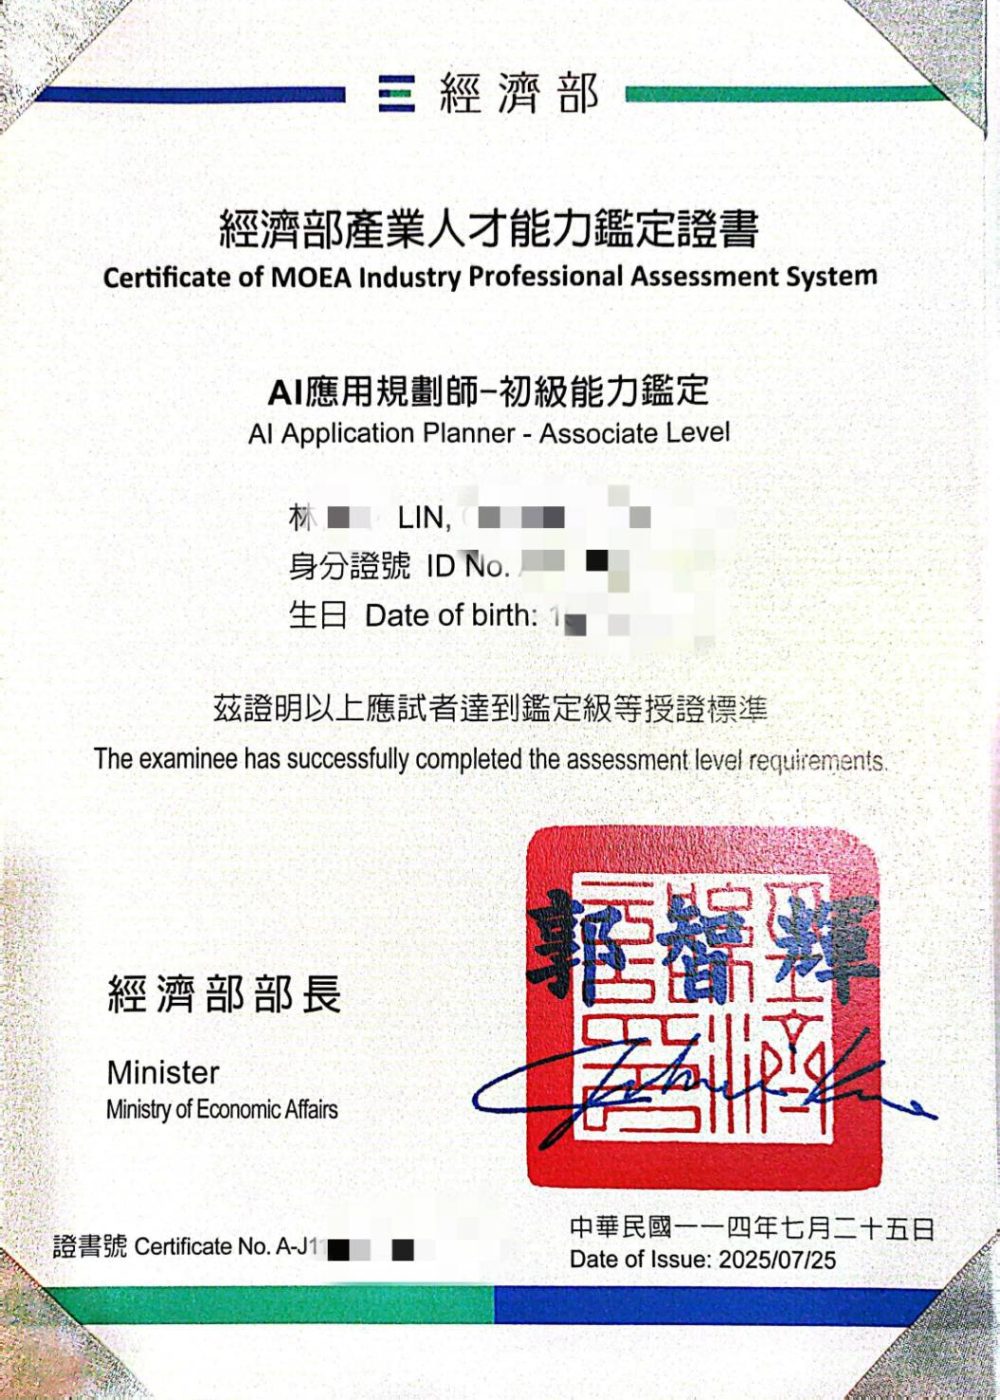 經濟部
經濟部產業人才能力鑑定證書
Certificate of MOEA Industry Professional Assessment System
AI應用規劃師-初級能力鑑定
AI Application Planner - Associate Level
林 LIN,
身分證號 ID No.
生日 Date of birth: 1
茲證明以上應試者達到鑑定級等授證標準
The examinee has successfully completed the assessment level requirements.
郭智輝
經濟部部長
Minister
Ministry of Economic Affairs
中華民國一一四年七月二十五日
證書號 Certificate No. A-J1
Date of Issue: 2025/07/25